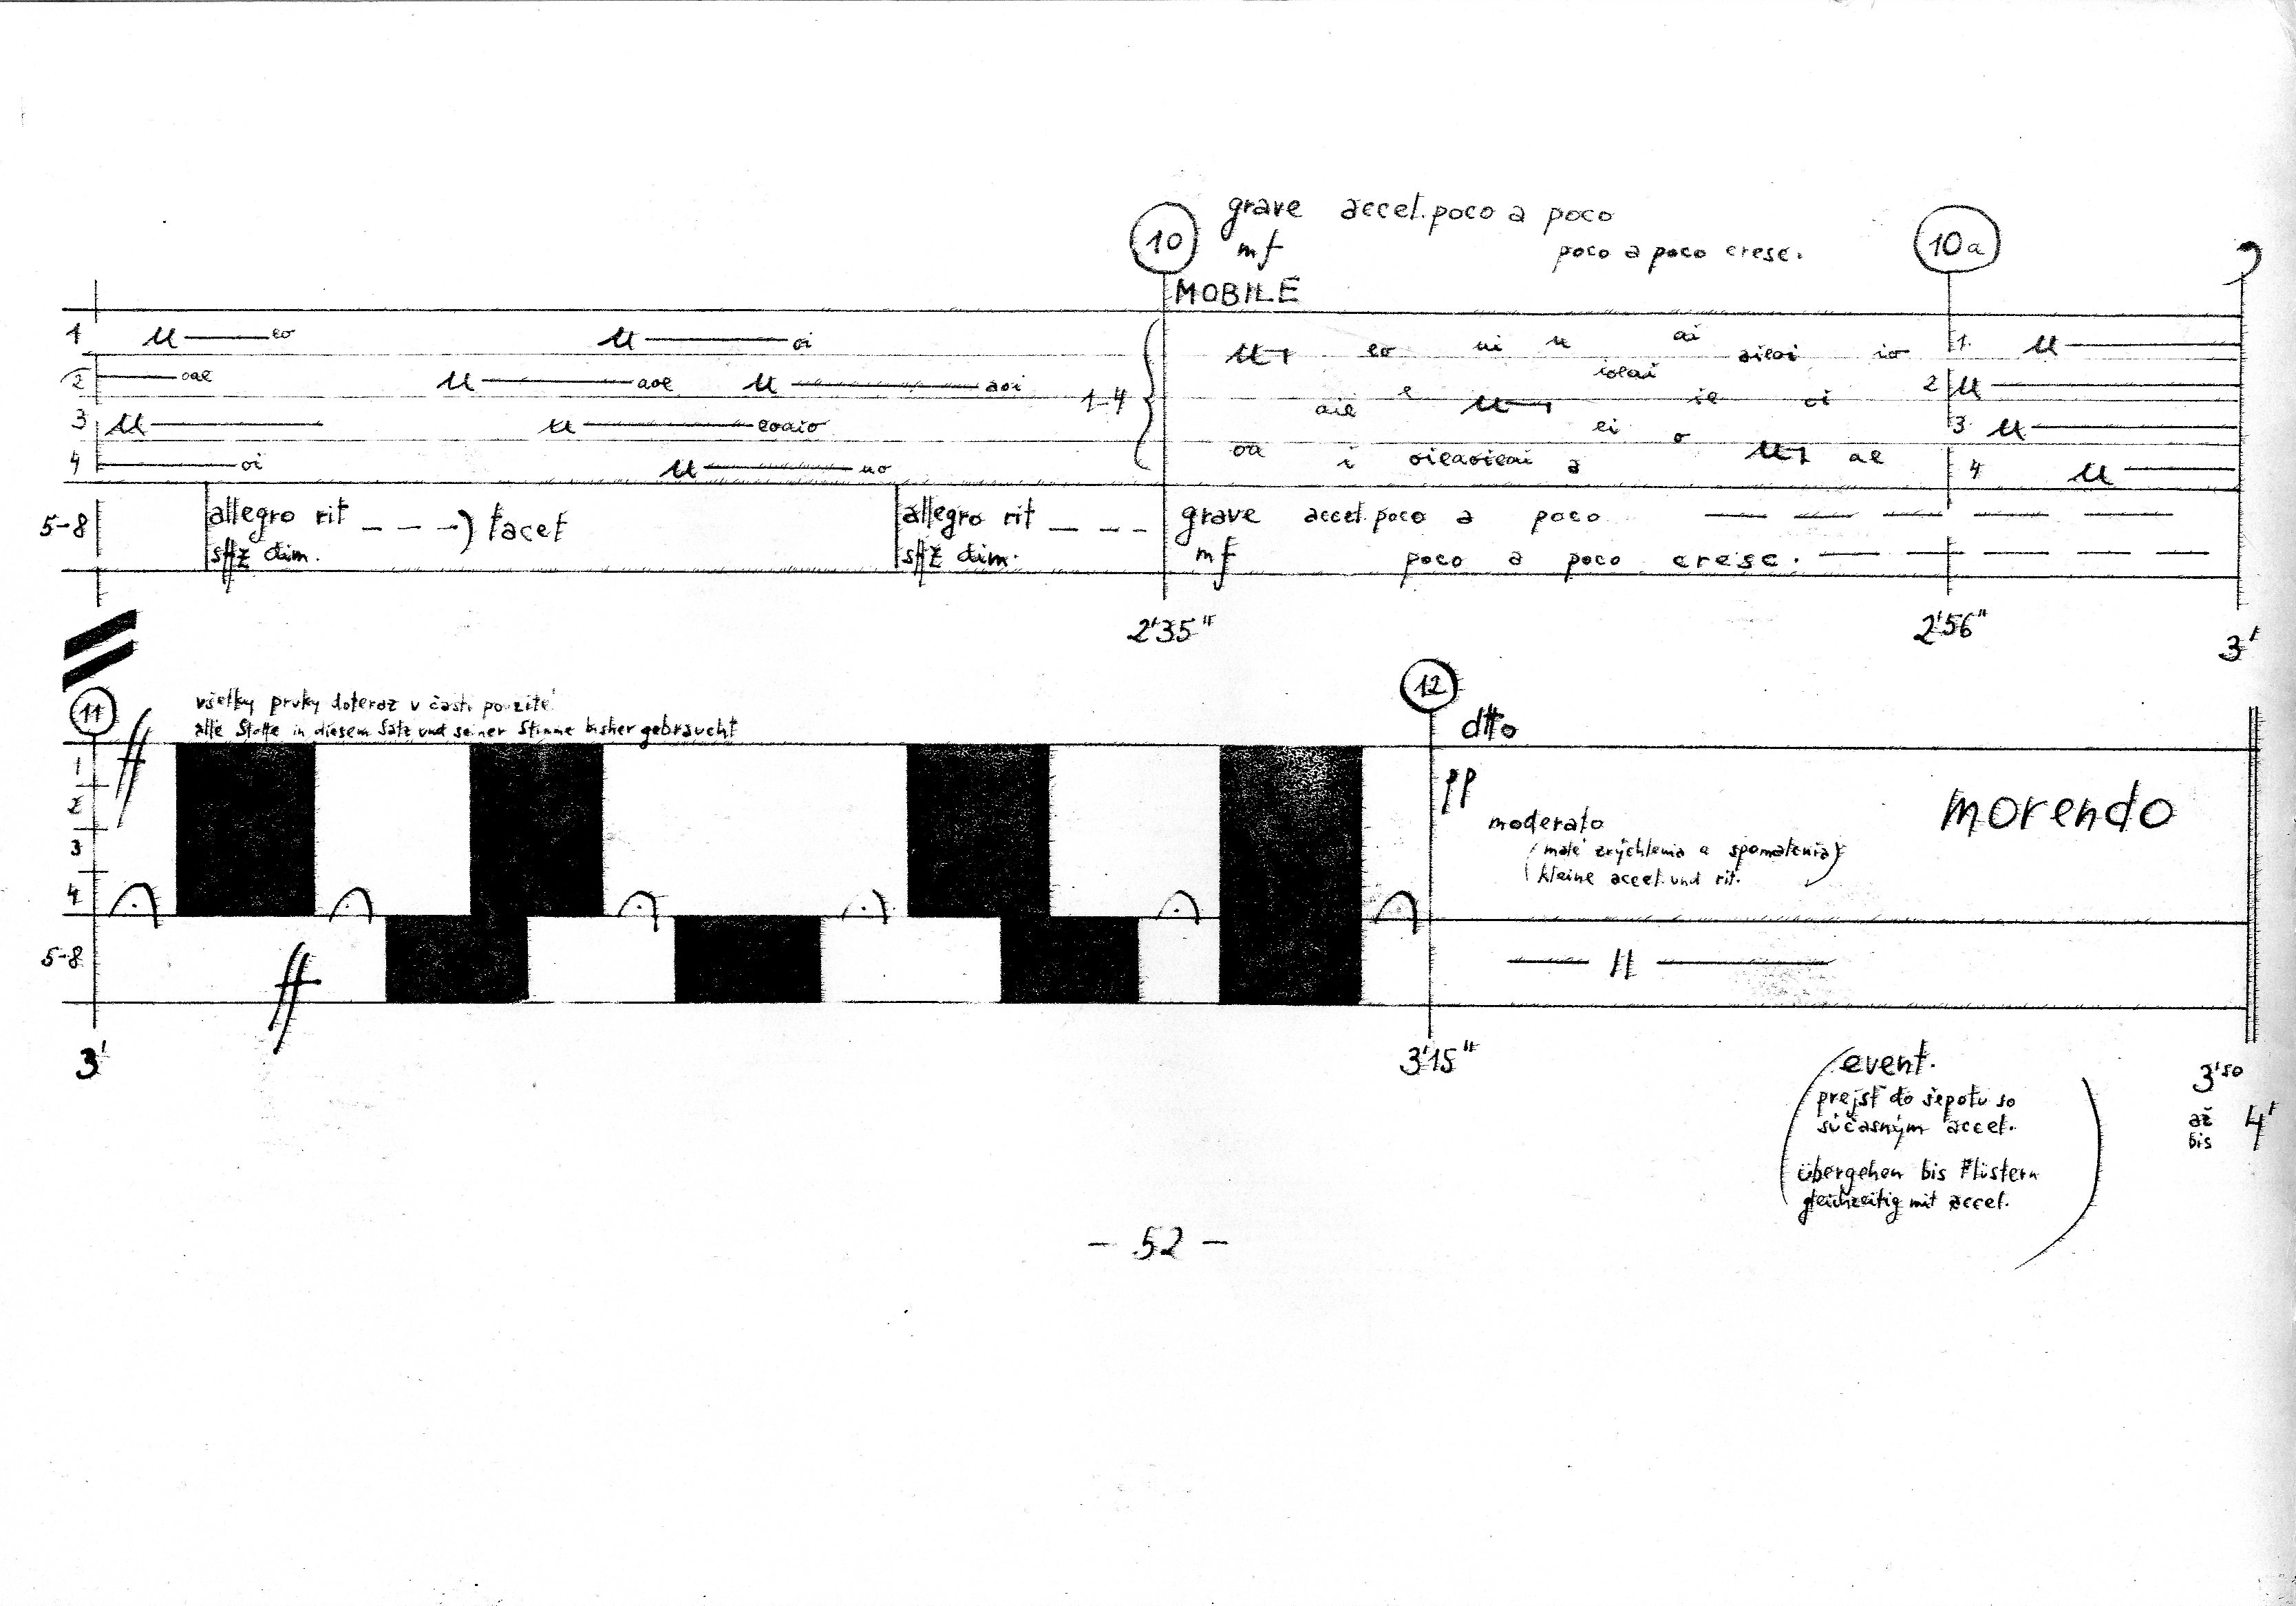 10 grave accel. poco a poco 10a
mf poco a poco cresc.
MOBILE
1 u eo u oi
2 oae u aoe u aoi
3 u u eoaio
4 oi u uo
1-4
u eo ui u ai aieoi io
ioeai
aie e u ie oi
ei o
oa i oieaoieai a u ae
1. u
2 u
3 u
4 u
5-8 allegro rit - - - ) tacet allegro rit - - - grave accel. poco a poco
sffz dim. sffz dim. mf poco a poco cresc.
2'35" 2'56" 3'
11 všetky prvky doteraz v časti použité 12
alle Stoffe in diesem Satz und seiner Stimme bisher gebraucht
dtto
ff
1
2
3
4
5-8
ff
pp
moderato
(malé zrýchlenia a spomalenia)
(kleine accel. und rit.
morendo
— 〃 —
3' 3'15" 3'50
až
bis 4'
(event.
prejsť do šepotu so
súčasným accel.
übergehen bis Flüstern
gleichzeitig mit accel.)
- 52 -